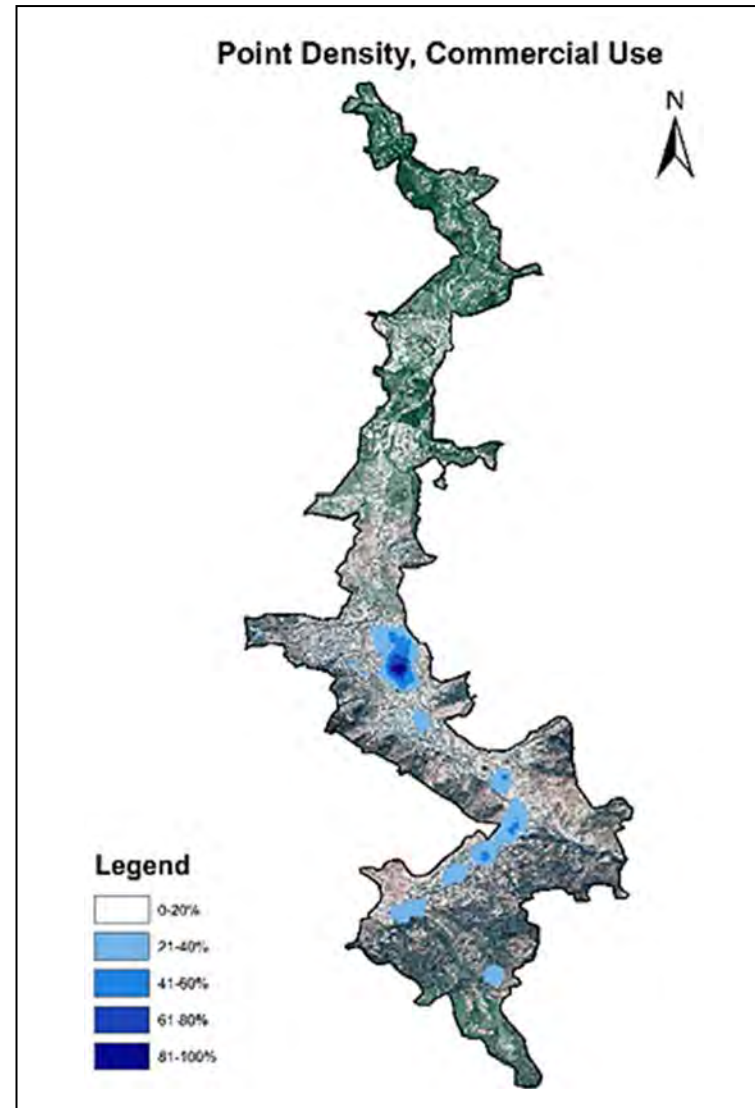 Point Density, Commercial Use
N
Legend
0-20%
21-40%
41-60%
61-80%
81-100%